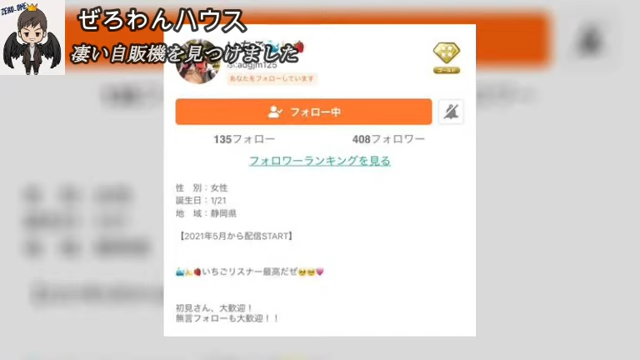 ZERO-ONE
ぜろわんハウス
凄い自販機を見つけました
あなたをフォローしています
ゴールド
フォロー中
135フォロー
408フォロワー
フォロワーランキングを見る
性 別：女性
誕生日：1/21
地 域：静岡県
【2021年5月から配信START】
いちごリスナー最高だぜ🥹🥹💗
初見さん、大歓迎！
無言フォローも大歓迎！！